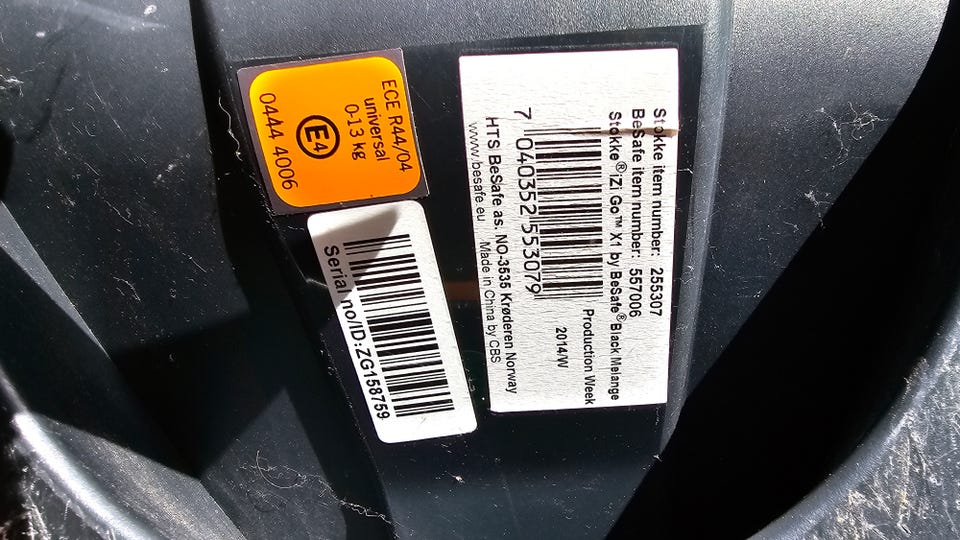 Stokke item number: 255307
BeSafe item number: 557006
Stokke® iZi Go™ X1 by BeSafe® Black Melange
Production Week
2014/W
7 040352 553079
HTS BeSafe as. NO-3535 Krøderen Norway
www.besafe.eu Made in China by CBS
ECE R44/04
universal
0-13 kg
E4
0444 4006
Serial no/ID:ZG158759